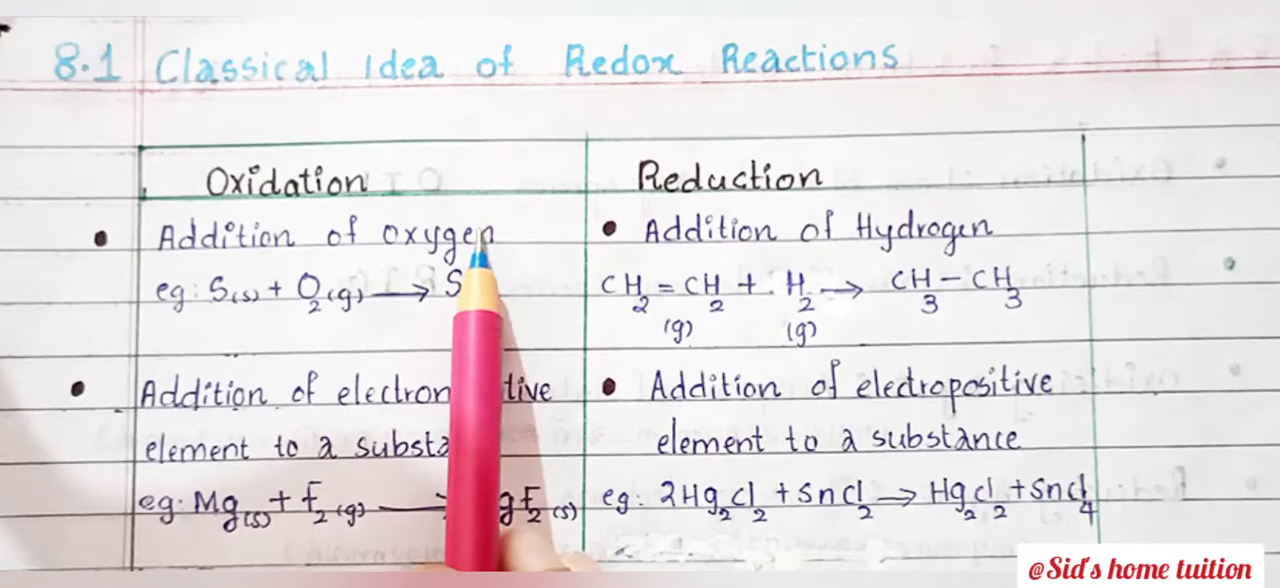 8.1 Classical Idea of Redox Reactions
Oxidation
Reduction
• Addition of oxygen
eg: S(s) + O₂(g) → S
• Addition of electron tive
element to a substa
eg: Mg(s) + F₂(g) → gF₂(s)
• Addition of Hydrogen
CH₂ = CH₂ + H₂ → CH₃ – CH₃
(g) (g)
• Addition of electropositive
element to a substance
eg: 2Hg₂Cl₂ + SnCl₂ → Hg₂Cl₂ + SnCl₄
@Sid's home tuition